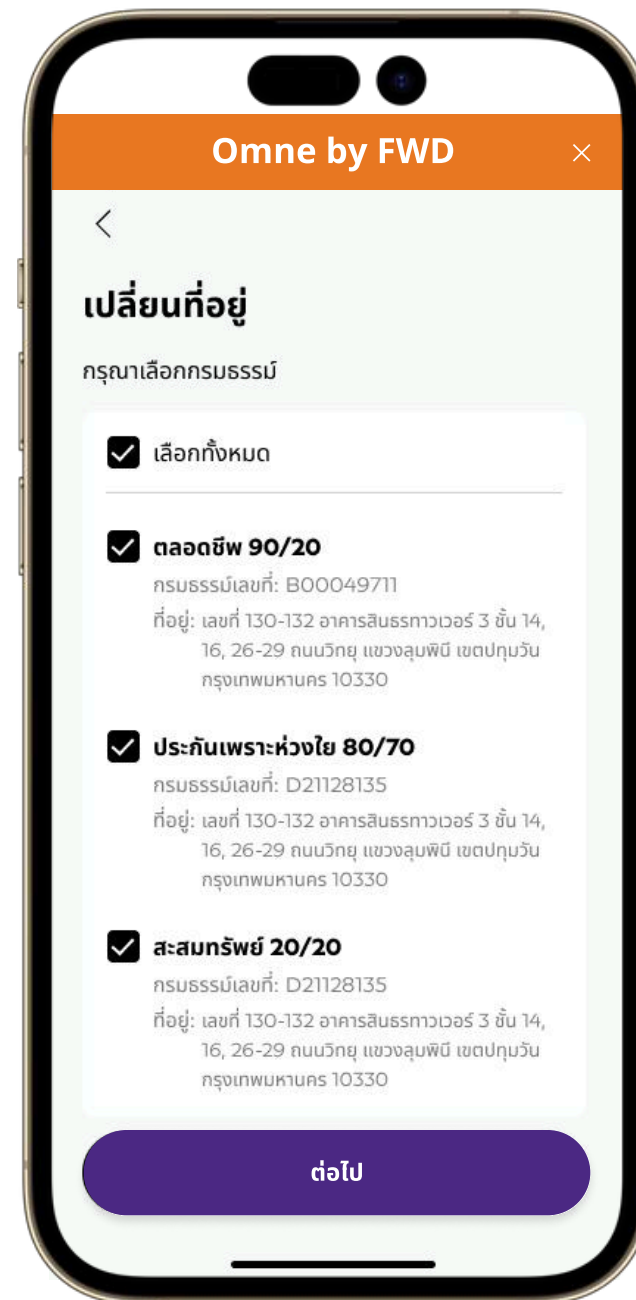 Omne by FWD
เปลี่ยนที่อยู่
กรุณาเลือกกรมธรรม์
เลือกทั้งหมด
ตลอดชีพ 90/20
กรมธรรม์เลขที่: B00049711
ที่อยู่: เลขที่ 130-132 อาคารสินธรทาวเวอร์ 3 ชั้น 14,
16, 26-29 ถนนวิทยุ แขวงลุมพินี เขตปทุมวัน
กรุงเทพมหานคร 10330
ประกันเพราะห่วงใย 80/70
กรมธรรม์เลขที่: D21128135
ที่อยู่: เลขที่ 130-132 อาคารสินธรทาวเวอร์ 3 ชั้น 14,
16, 26-29 ถนนวิทยุ แขวงลุมพินี เขตปทุมวัน
กรุงเทพมหานคร 10330
สะสมทรัพย์ 20/20
กรมธรรม์เลขที่: D21128135
ที่อยู่: เลขที่ 130-132 อาคารสินธรทาวเวอร์ 3 ชั้น 14,
16, 26-29 ถนนวิทยุ แขวงลุมพินี เขตปทุมวัน
กรุงเทพมหานคร 10330
ต่อไป